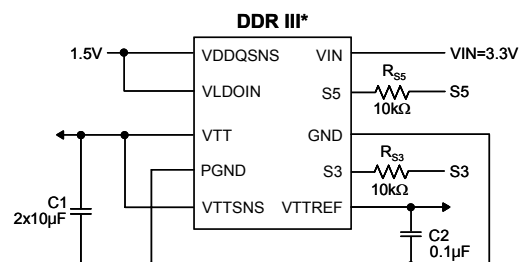 DDR III*
1.5V
VDDQSNS
VIN
VIN=3.3V
VLDOIN
S5
RS5
10kΩ
S5
VTT
GND
PGND
S3
RS3
10kΩ
S3
C1
2x10µF
VTTSNS
VTTREF
C2
0.1µF